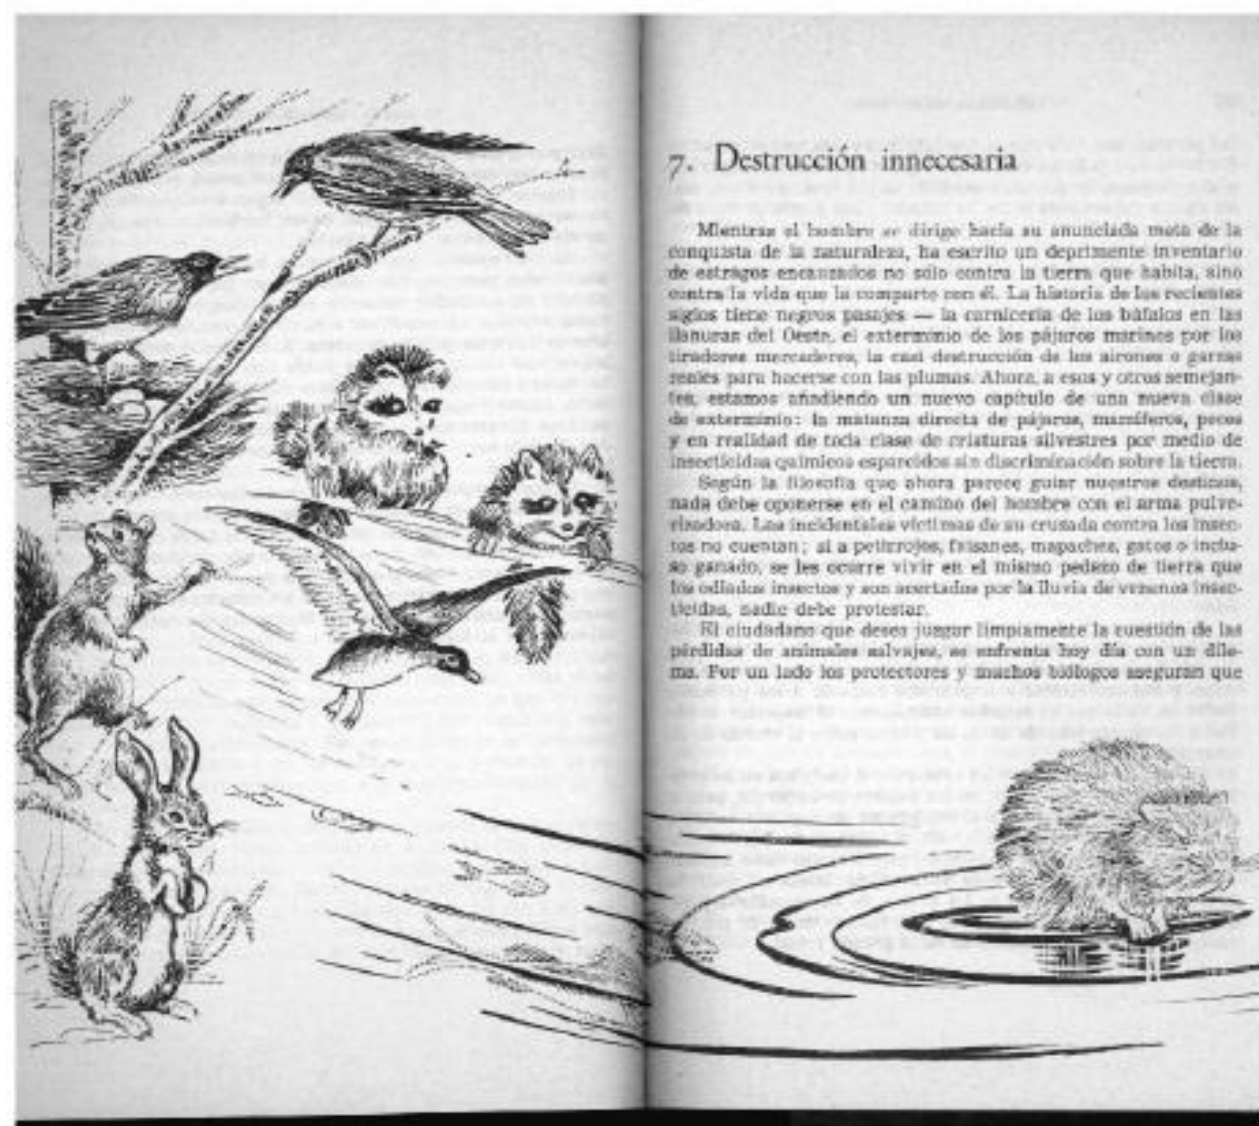 7. Destrucción innecesaria
Mientras el hombre se dirige hacia su anunciada meta de la
conquista de la naturaleza, ha escrito un deprimente inventario
de estragos encauzados no sólo contra la tierra que habita, sino
contra la vida que la comparte con él. La historia de los recientes
siglos tiene negros pasajes — la carnicería de los búfalos en las
llanuras del Oeste, el exterminio de los pájaros marinos por los
tiradores mercaderes, la casi destrucción de los airones o garzas
reales para hacerse con las plumas. Ahora, a esos y otros semejan-
tes, estamos añadiendo un nuevo capítulo de una nueva clase
de exterminio: la matanza directa de pájaros, mamíferos, peces
y en realidad de toda clase de criaturas silvestres por medio de
insecticidas químicos esparcidos sin discriminación sobre la tierra.
Según la filosofía que ahora parece guiar nuestros destinos,
nada debe oponerse en el camino del hombre con el arma pulve-
rizadora. Las incidentales víctimas de su cruzada contra los insec-
tos no cuentan; si a petirrojos, faisanes, mapaches, gatos o inclu-
so ganado, se les ocurre vivir en el mismo pedazo de tierra que
los odiados insectos y son acertados por la lluvia de venenos insec-
ticidas, nadie debe protestar.
El ciudadano que desea juzgar limpiamente la cuestión de las
pérdidas de animales salvajes, se enfrenta hoy día con un dile-
ma. Por un lado los protectores y muchos biólogos aseguran que